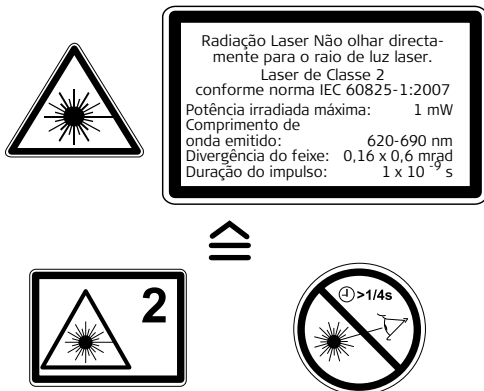 Radiação Laser Não olhar directa-
mente para o raio de luz laser.
Laser de Classe 2
conforme norma IEC 60825-1:2007
Potência irradiada máxima: 1 mW
Comprimento de
onda emitido: 620-690 nm
Divergência do feixe: 0,16 x 0,6 mrad
Duração do impulso: 1 x 10 -9 s
2
>1/4s